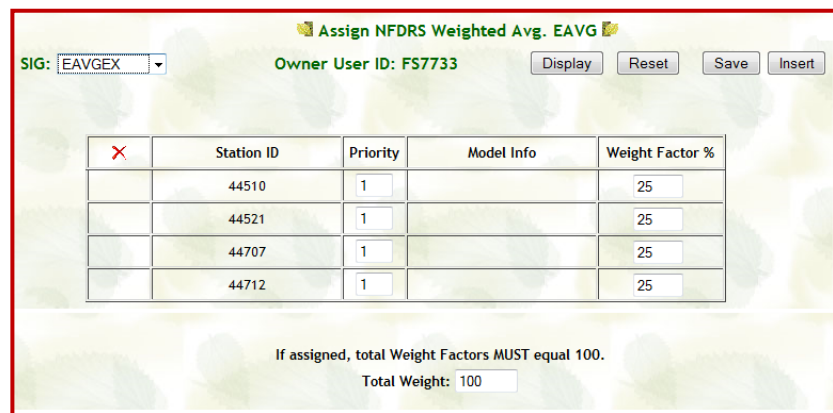 Assign NFDRS Weighted Avg. EAVG
SIG: EAVGEX Owner User ID: FS7733 Display Reset Save Insert
Station ID Priority Model Info Weight Factor %
44510 1 25
44521 1 25
44707 1 25
44712 1 25
If assigned, total Weight Factors MUST equal 100.
Total Weight: 100